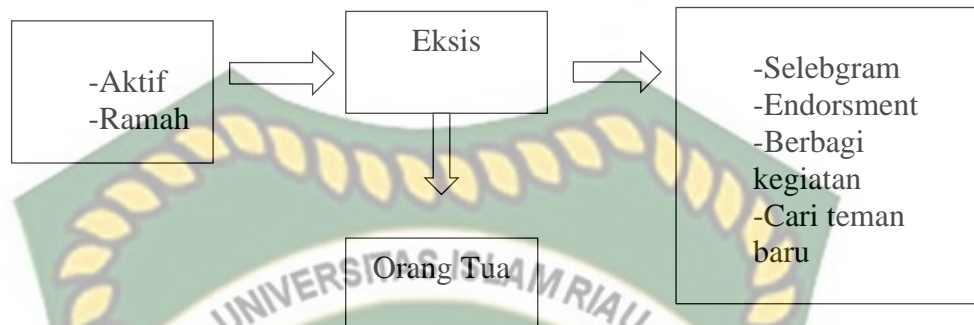 -Aktif
-Ramah
Eksis
-Selebgram
-Endorsment
-Berbagi
kegiatan
-Cari teman
baru
Orang Tua
UNIVERSITAS ISLAM RIAU